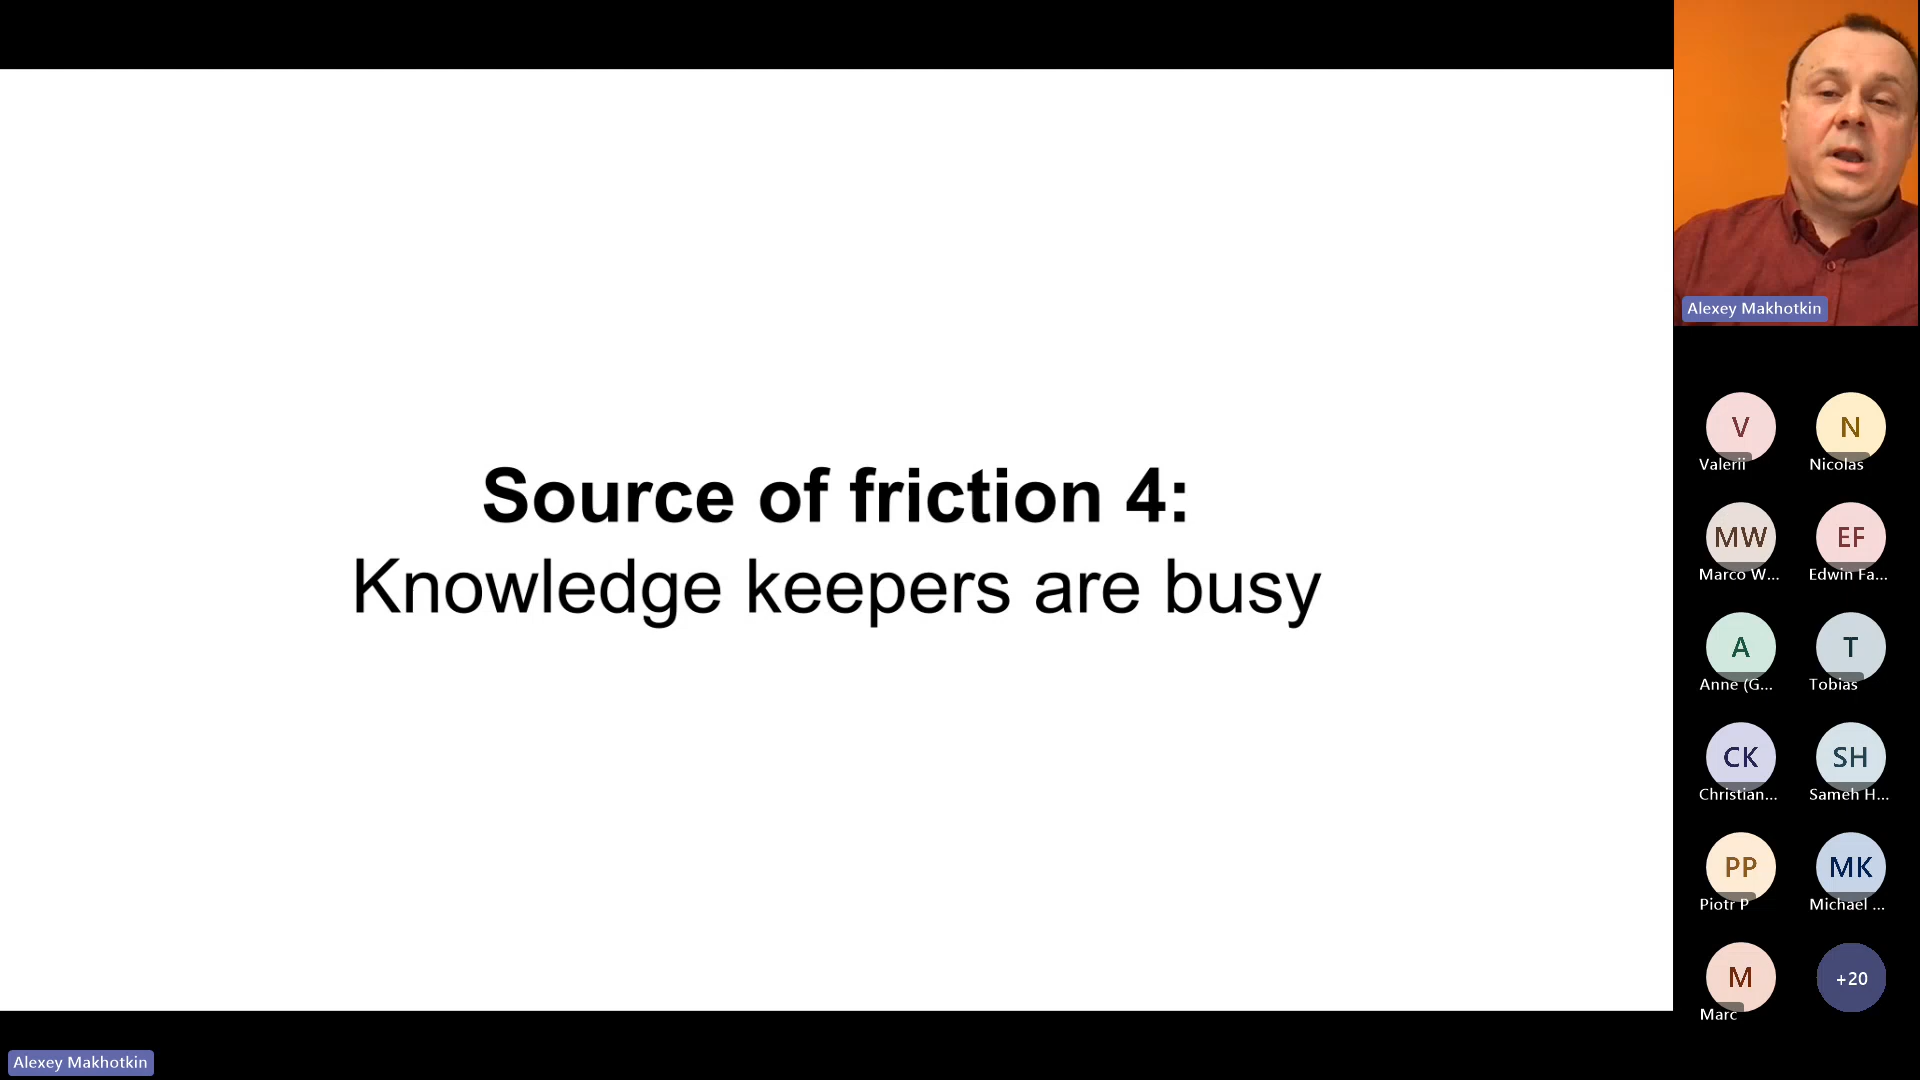 Source of friction 4:
Knowledge keepers are busy
Alexey Makhotkin
V
N
Valerii
Nicolas
MW
EF
Marco W...
Edwin Fa...
A
T
Anne (G...
Tobias
CK
SH
Christian...
Sameh H...
PP
MK
Piotr P
Michael ...
M
+20
Marc
Alexey Makhotkin